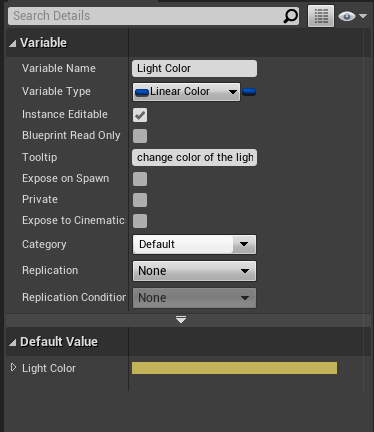 Search Details
Variable
Variable Name Light Color
Variable Type Linear Color
Instance Editable
Blueprint Read Only
Tooltip change color of the ligh
Expose on Spawn
Private
Expose to Cinematic
Category Default
Replication None
Replication Condition None
Default Value
Light Color